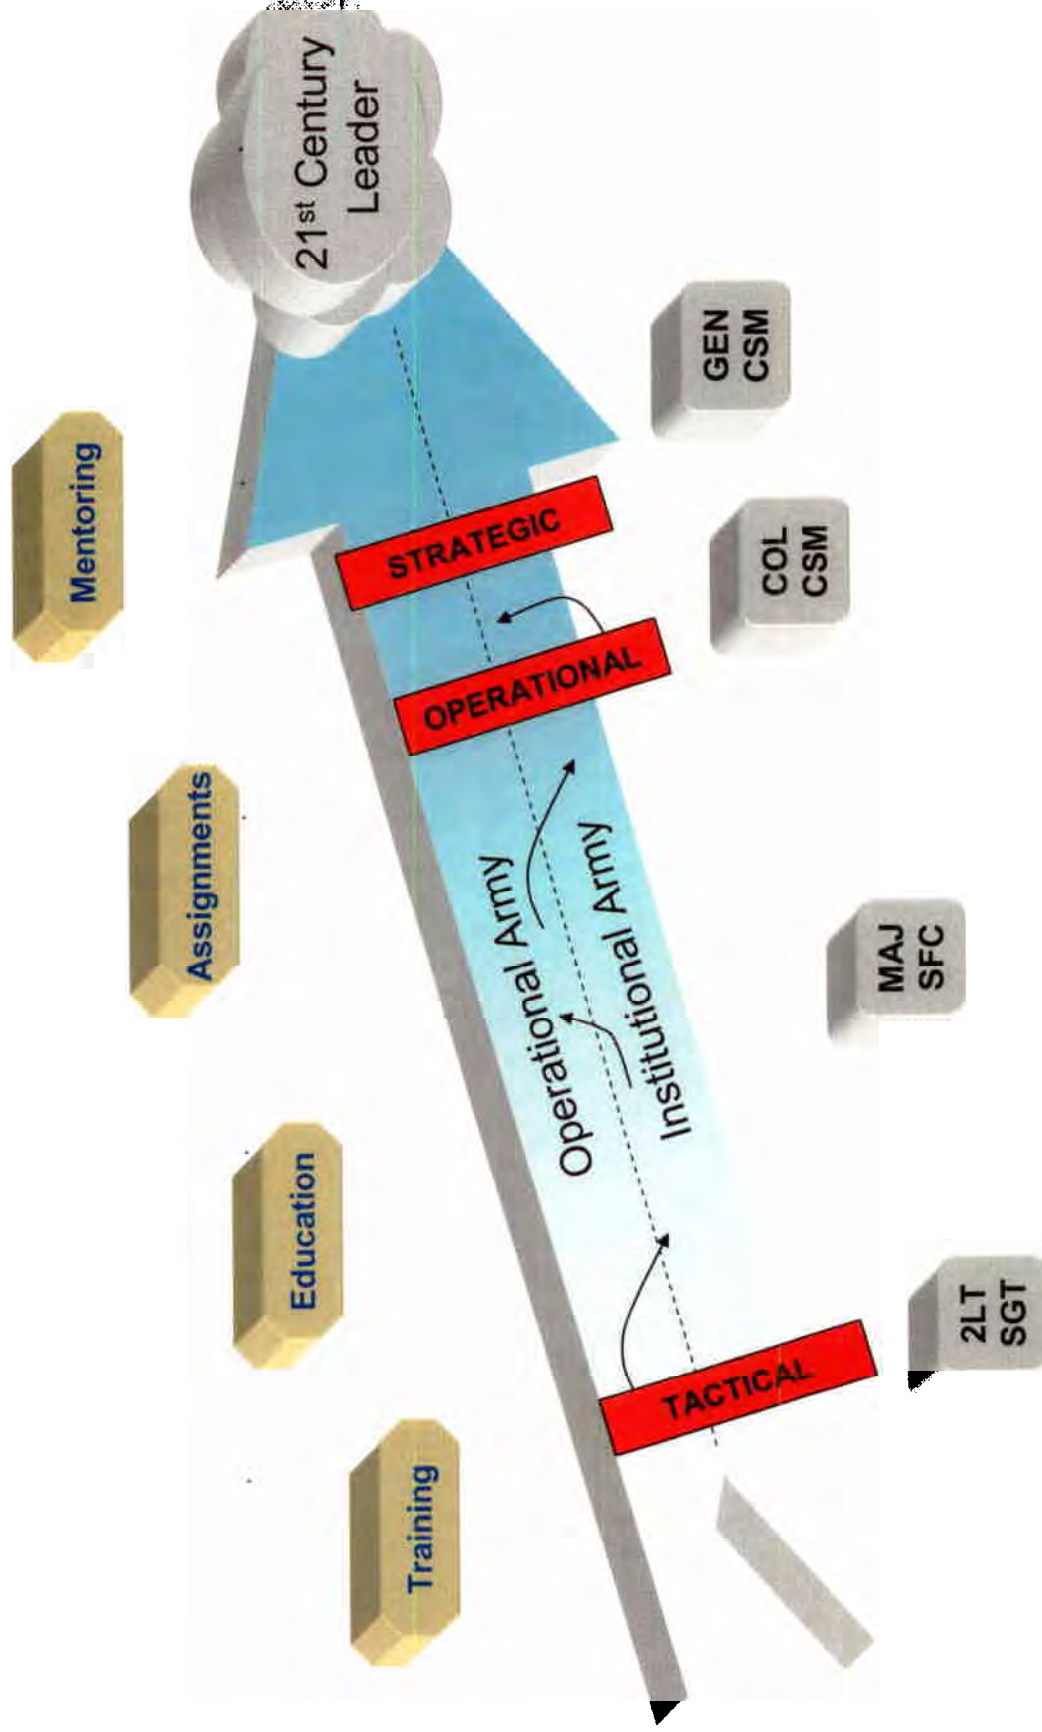 21st Century
Leader
Mentoring
Assignments
Education
Training
STRATEGIC
OPERATIONAL
TACTICAL
Operational Army
Institutional Army
GEN
CSM
COL
CSM
MAJ
SFC
2LT
SGT